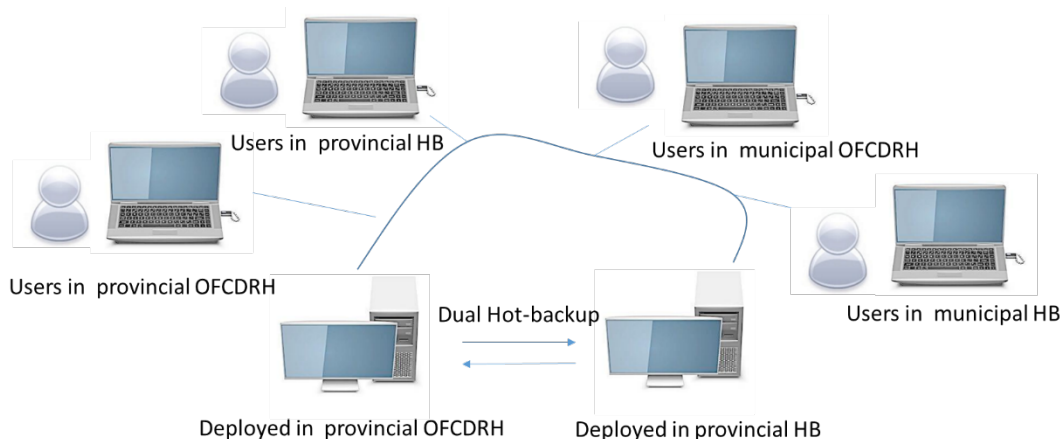 Users in provincial HB
Users in municipal OFCDRH
Users in provincial OFCDRH
Users in municipal HB
Dual Hot-backup
Deployed in provincial OFCDRH
Deployed in provincial HB